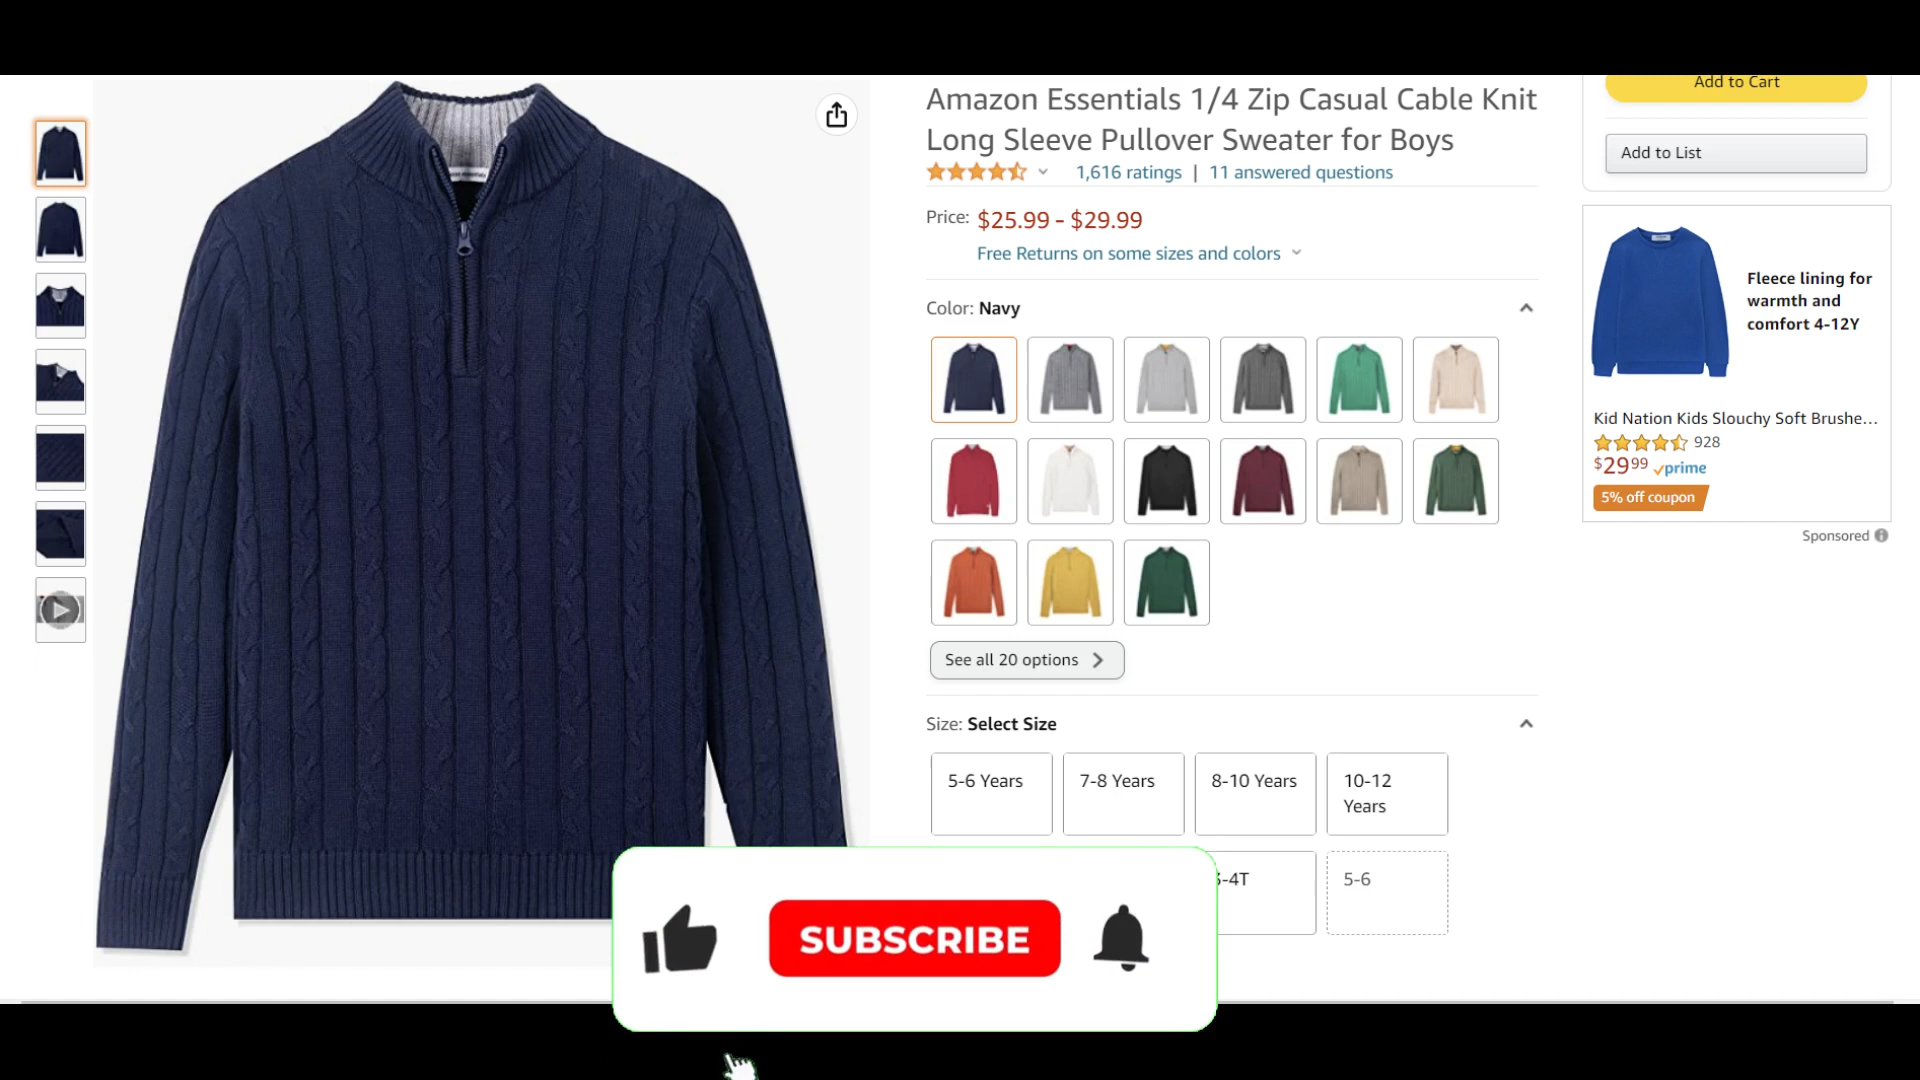 Amazon Essentials 1/4 Zip Casual Cable Knit
Long Sleeve Pullover Sweater for Boys
1,616 ratings | 11 answered questions
Price: $25.99 - $29.99
Free Returns on some sizes and colors
Color: Navy
See all 20 options
Size: Select Size
5-6 Years
7-8 Years
8-10 Years
10-12
Years
-4T
5-6
SUBSCRIBE
Add to Cart
Add to List
Fleece lining for
warmth and
comfort 4-12Y
Kid Nation Kids Slouchy Soft Brushe...
928
$29 99 prime
5% off coupon
Sponsored